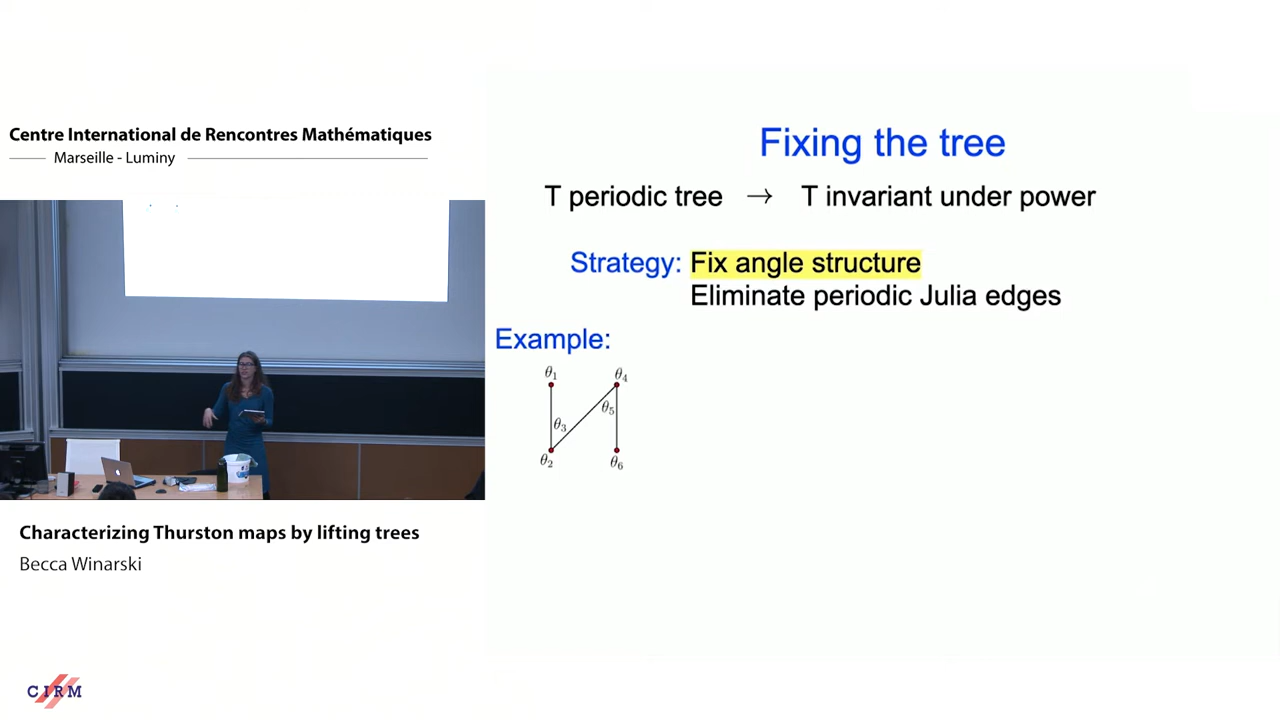 Centre International de Rencontres Mathématiques
Marseille - Luminy
Fixing the tree
T periodic tree → T invariant under power
Strategy: Fix angle structure
Eliminate periodic Julia edges
Example:
θ1 θ4
θ5
θ3
θ2 θ6
Characterizing Thurston maps by lifting trees
Becca Winarski
CIRM